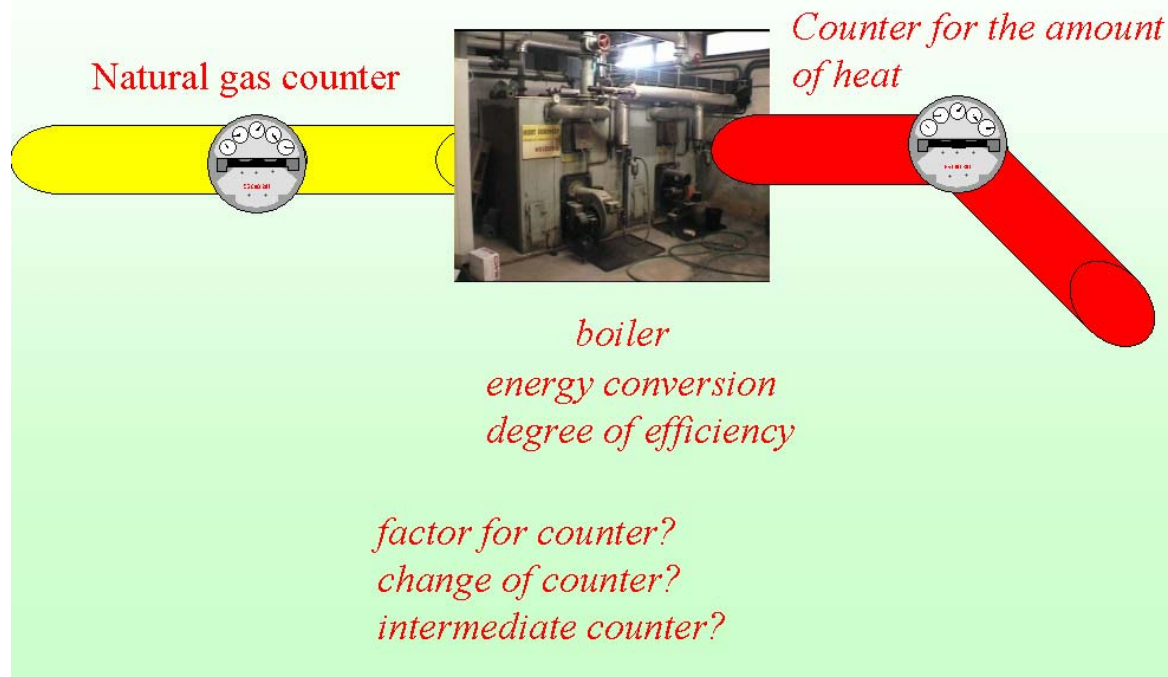 Natural gas counter
Counter for the amount
of heat
boiler
energy conversion
degree of efficiency
factor for counter?
change of counter?
intermediate counter?